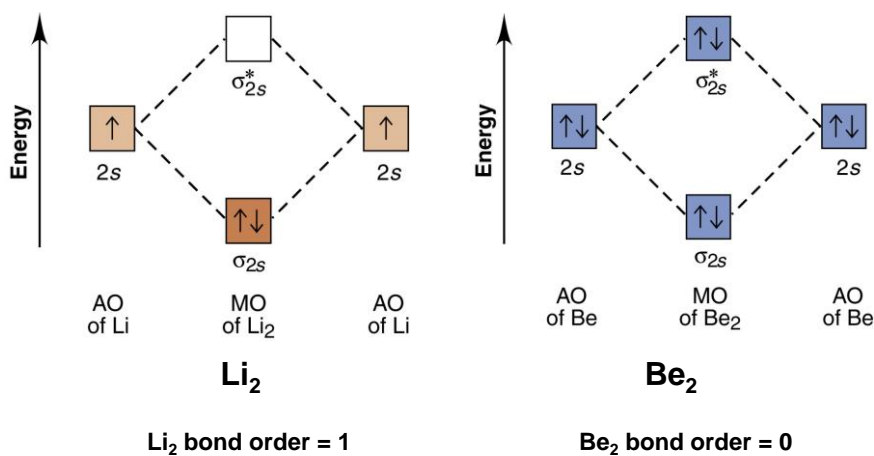 Energy
σ*2s
↑
2s
↑
2s
↑↓
σ2s
AO
of Li
MO
of Li2
AO
of Li
Li2
Li2 bond order = 1
Energy
↑↓
σ*2s
↑↓
2s
↑↓
2s
↑↓
σ2s
AO
of Be
MO
of Be2
AO
of Be
Be2
Be2 bond order = 0